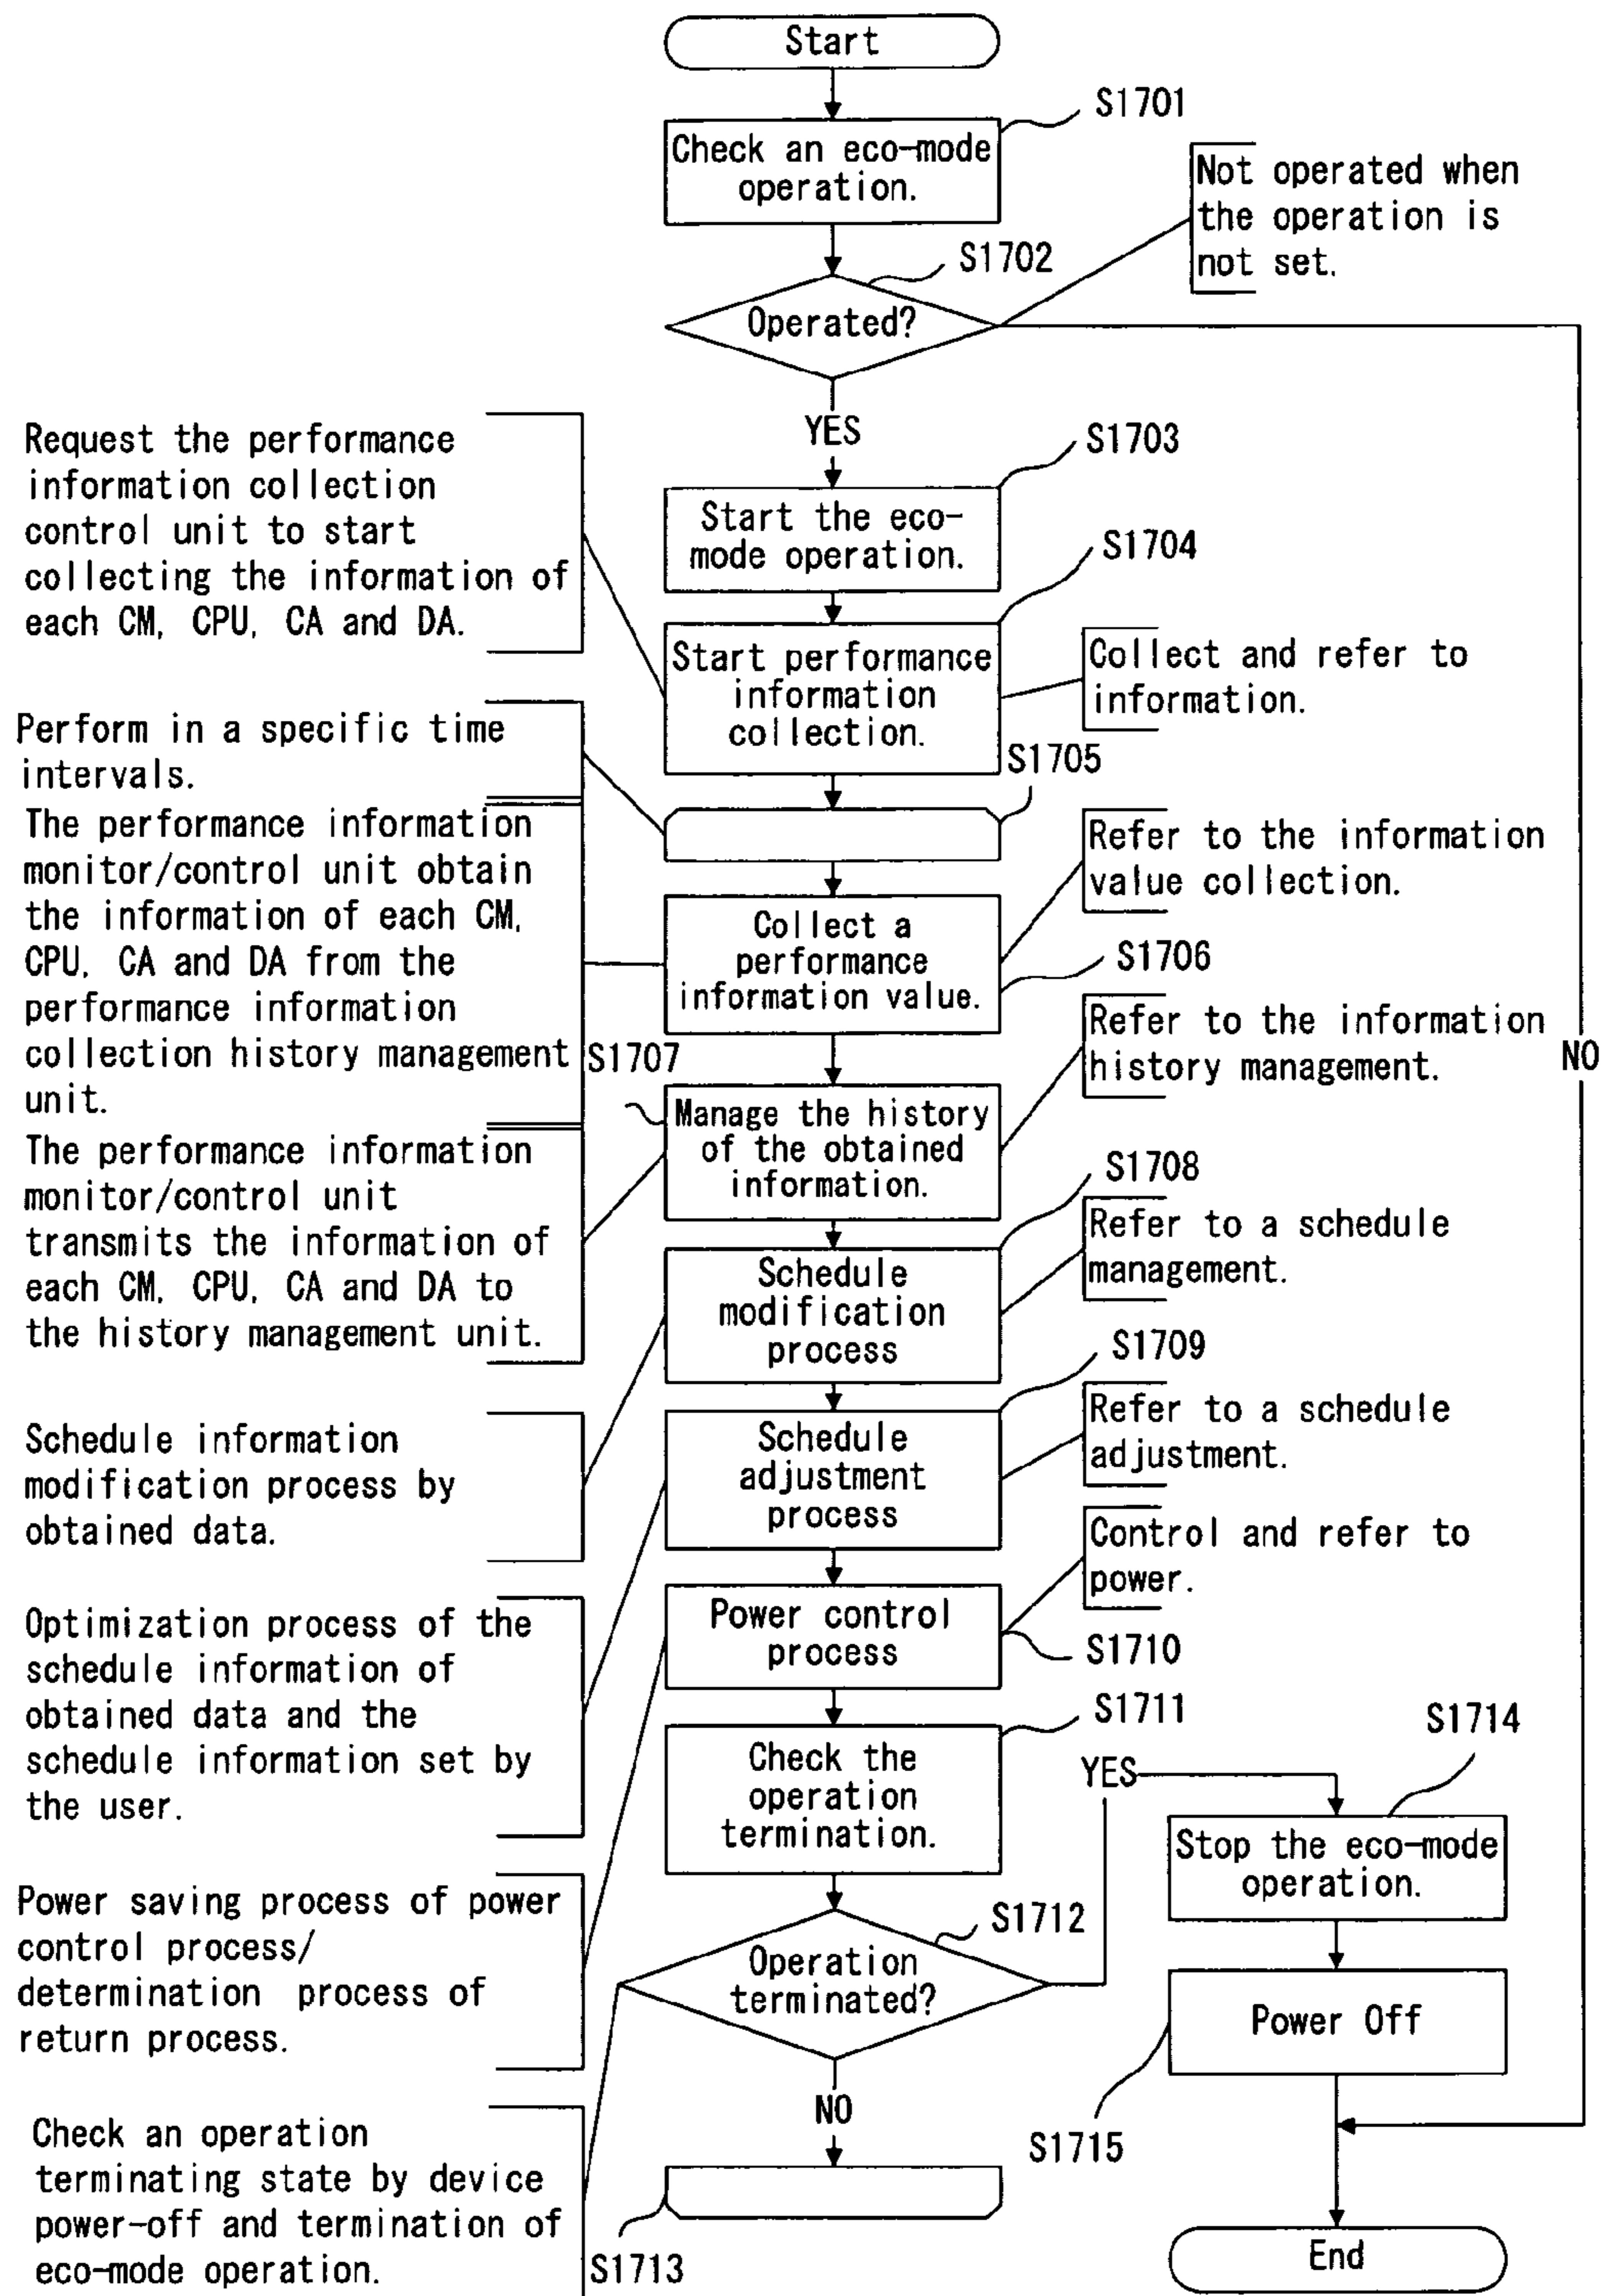 Start
S1701
Check an eco-mode
operation.
Not operated when
the operation is
not set.
S1702
Operated?
YES
Request the performance
information collection
control unit to start
collecting the information of
each CM, CPU, CA and DA.
S1703
Start the eco-
mode operation.
S1704
Start performance
information
collection.
Collect and refer to
information.
Perform in a specific time
intervals.
S1705
The performance information
monitor/control unit obtain
the information of each CM,
CPU, CA and DA from the
performance information
collection history management
unit.
Refer to the information
value collection.
Collect a
performance
information value.
S1706
Refer to the information
history management.
NO
S1707
Manage the history
of the obtained
information.
The performance information
monitor/control unit
transmits the information of
each CM, CPU, CA and DA to
the history management unit.
S1708
Schedule
modification
process
Refer to a schedule
management.
S1709
Schedule information
modification process by
obtained data.
Schedule
adjustment
process
Refer to a schedule
adjustment.
Control and refer to
power.
Optimization process of the
schedule information of
obtained data and the
schedule information set by
the user.
Power control
process
S1710
S1711
Check the
operation
termination.
YES
S1714
Stop the eco-mode
operation.
Power saving process of power
control process/
determination process of
return process.
S1712
Operation
terminated?
Power Off
NO
S1715
Check an operation
terminating state by device
power-off and termination of
eco-mode operation.
S1713
End